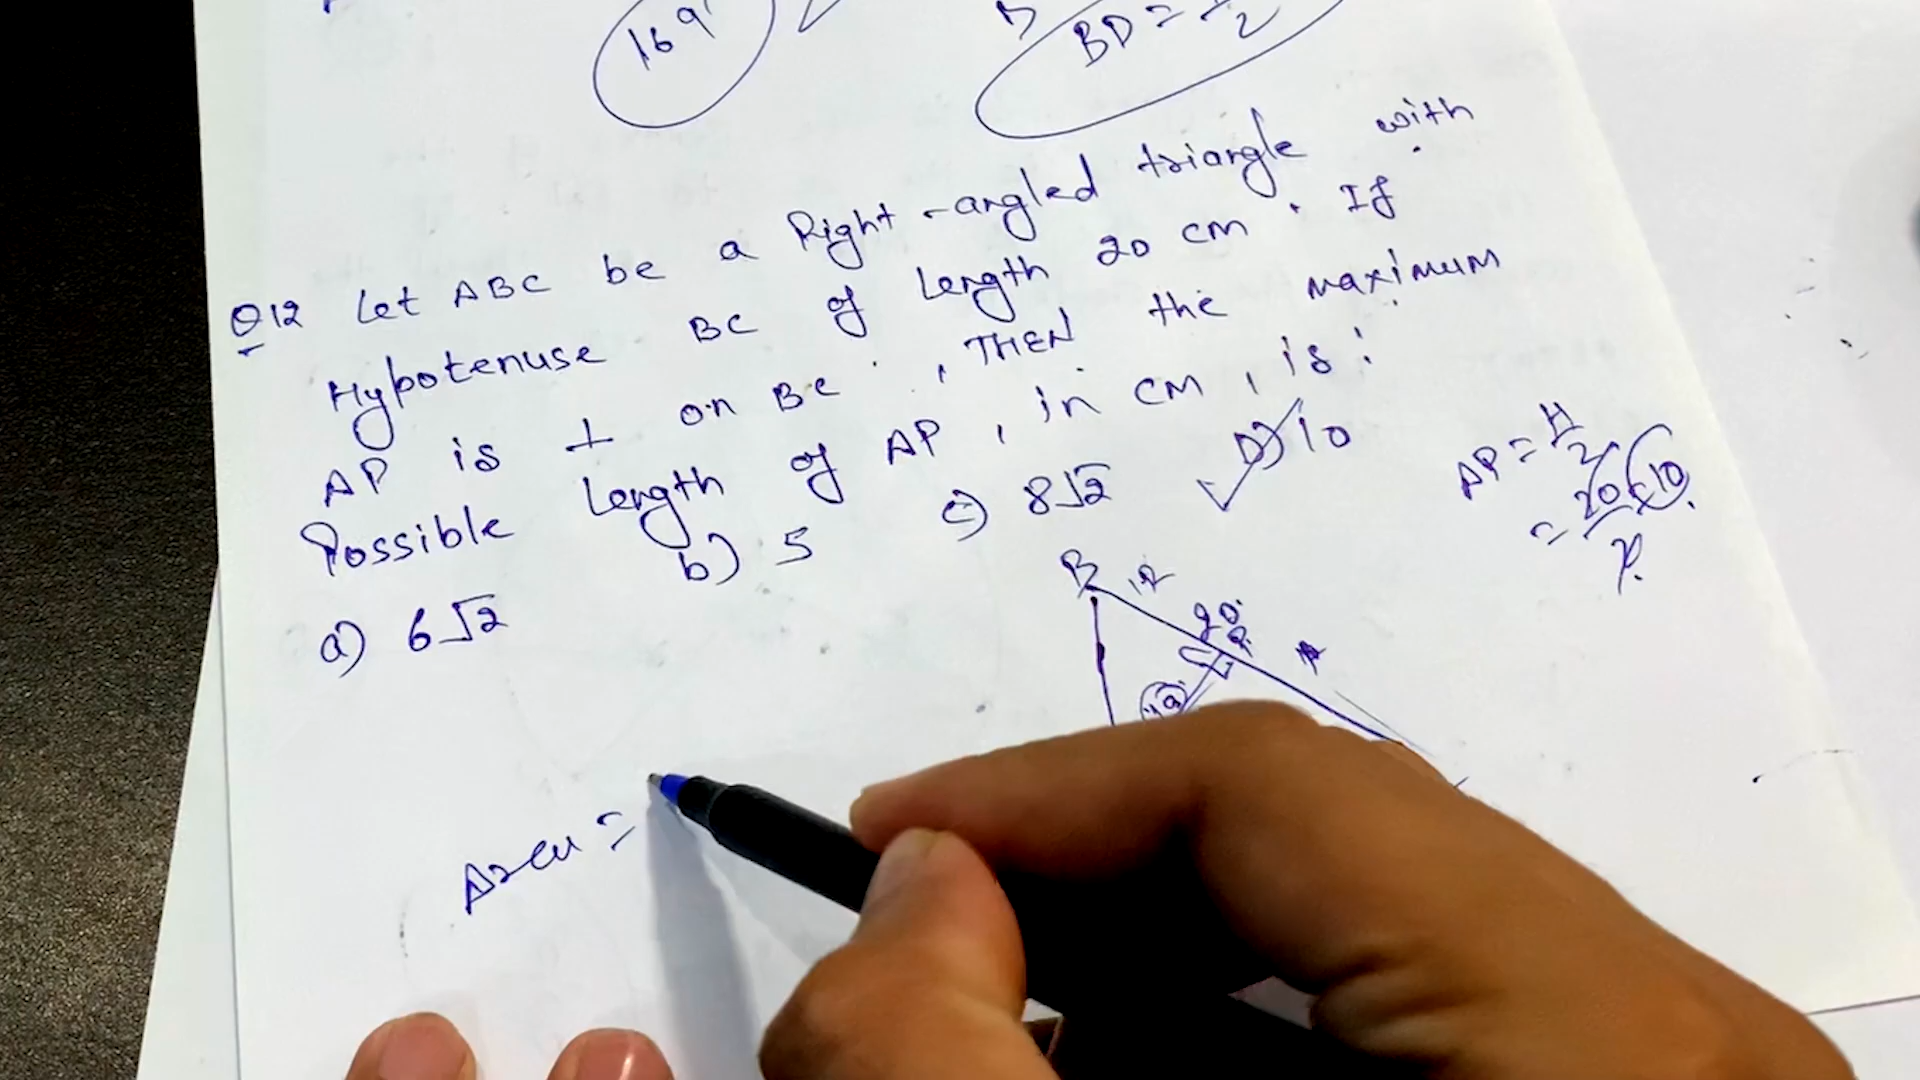 169
BD =   2
Q12 Let ABC be a Right-angled triangle with
Hypotenuse BC of Length 20 cm. If
AP is ⊥ on BC, THEN the maximum
Possible Length of AP, in CM, is:
a) 6√2 b) 5 c) 8√2 D) 10
AP = H/2
= 20/2 10
B
20
Area =